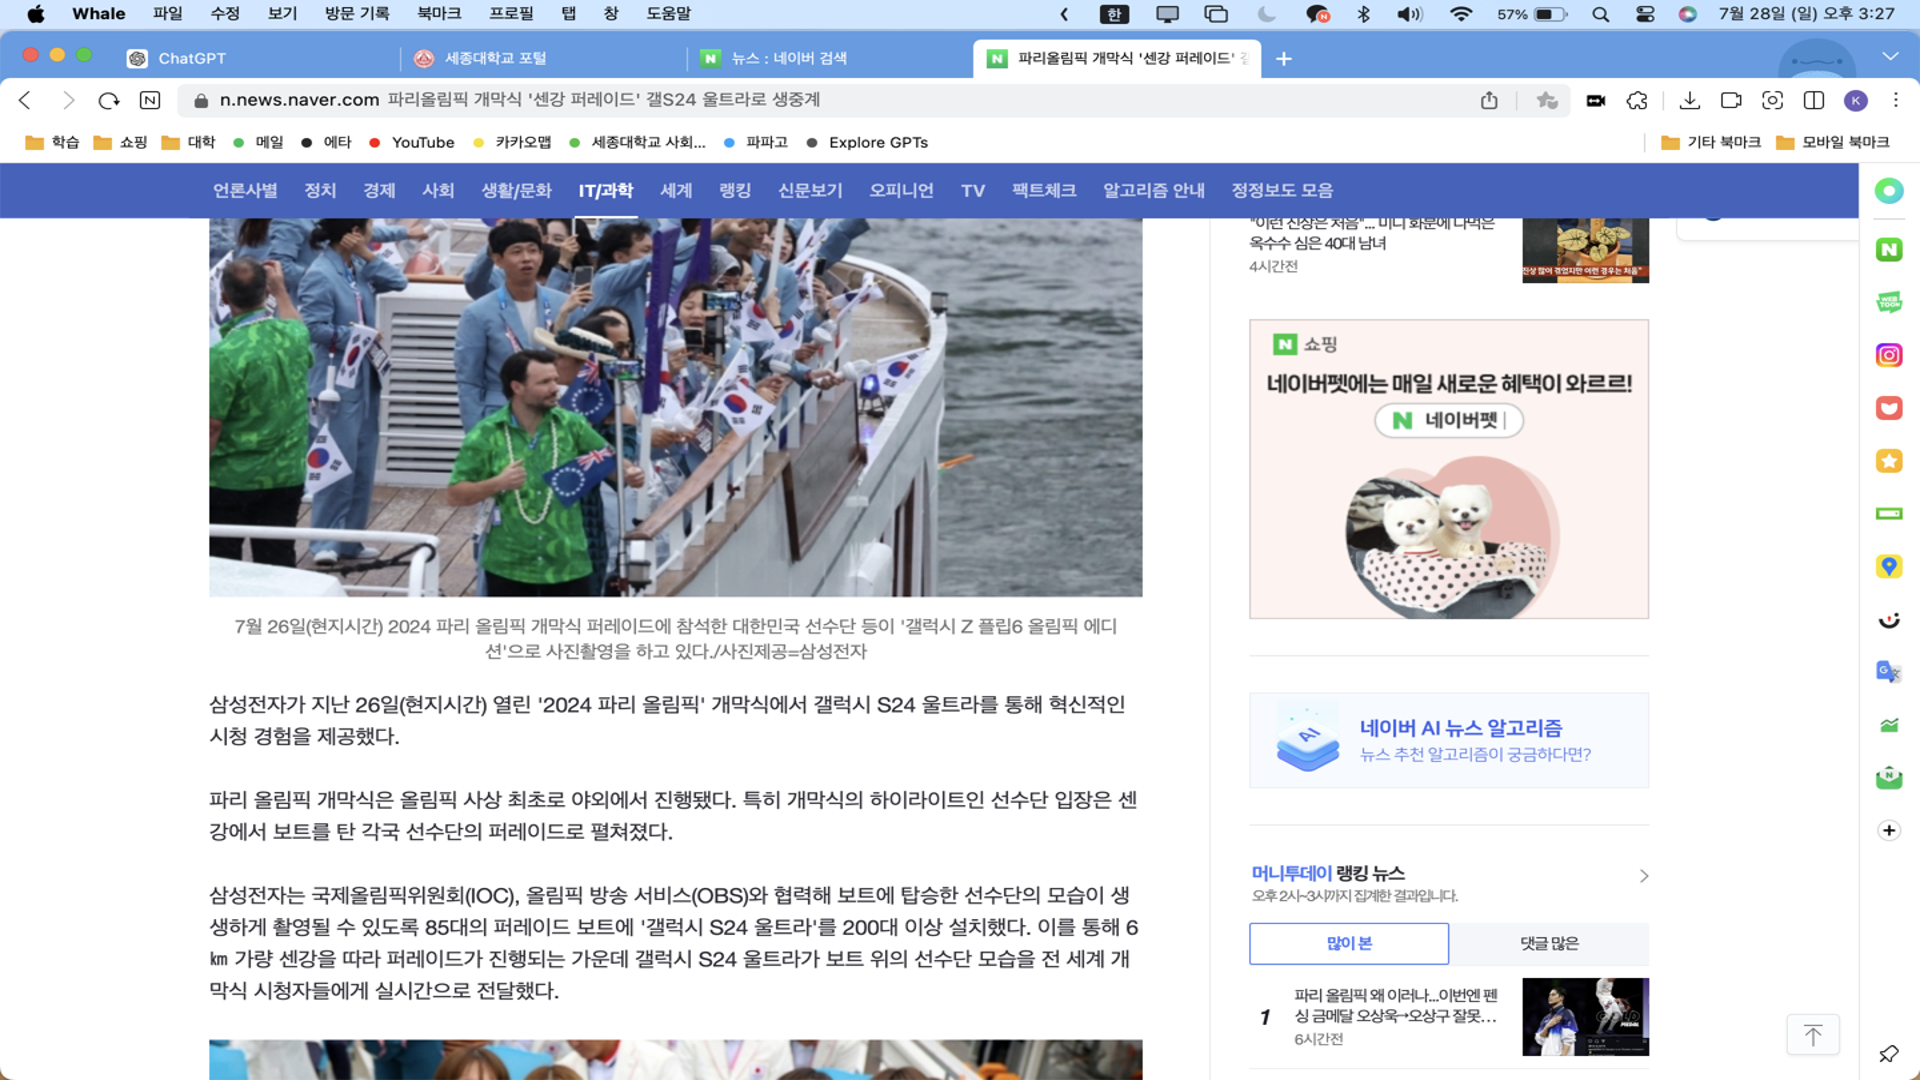 Whale 파일 수정 보기 방문 기록 북마크 프로필 탭 창 도움말 한 57% 7월 28일 (일) 오후 3:27
ChatGPT 세종대학교 포털 뉴스 : 네이버 검색 파리올림픽 개막식 '센강 퍼레이드'
n.news.naver.com 파리올림픽 개막식 '센강 퍼레이드' 갤S24 울트라로 생중계
학습 쇼핑 대학 메일 에타 YouTube 카카오맵 세종대학교 사회... 파파고 Explore GPTs 기타 북마크 모바일 북마크
언론사별 정치 경제 사회 생활/문화 IT/과학 세계 랭킹 신문보기 오피니언 TV 팩트체크 알고리즘 안내 정정보도 모음
7월 26일(현지시간) 2024 파리 올림픽 개막식 퍼레이드에 참석한 대한민국 선수단 등이 '갤럭시 Z 플립6 올림픽 에디
션'으로 사진촬영을 하고 있다./사진제공=삼성전자
삼성전자가 지난 26일(현지시간) 열린 '2024 파리 올림픽' 개막식에서 갤럭시 S24 울트라를 통해 혁신적인
시청 경험을 제공했다.
파리 올림픽 개막식은 올림픽 사상 최초로 야외에서 진행됐다. 특히 개막식의 하이라이트인 선수단 입장은 센
강에서 보트를 탄 각국 선수단의 퍼레이드로 펼쳐졌다.
삼성전자는 국제올림픽위원회(IOC), 올림픽 방송 서비스(OBS)와 협력해 보트에 탑승한 선수단의 모습이 생
생하게 촬영될 수 있도록 85대의 퍼레이드 보트에 '갤럭시 S24 울트라'를 200대 이상 설치했다. 이를 통해 6
㎞ 가량 센강을 따라 퍼레이드가 진행되는 가운데 갤럭시 S24 울트라가 보트 위의 선수단 모습을 전 세계 개
막식 시청자들에게 실시간으로 전달했다.
"이런 진상은 처음"... 미니 화분에 다먹은
옥수수 심은 40대 남녀
4시간전
진상 많이 겪었지만 이런 경우는 처음"
N 쇼핑
네이버펫에는 매일 새로운 혜택이 와르르!
N 네이버펫
AI 네이버 AI 뉴스 알고리즘
뉴스 추천 알고리즘이 궁금하다면?
머니투데이 랭킹 뉴스
오후 2시~3시까지 집계한 결과입니다.
많이 본 댓글 많은
1 파리 올림픽 왜 이러나...이번엔 펜
싱 금메달 오상욱→오상구 잘못...
6시간전